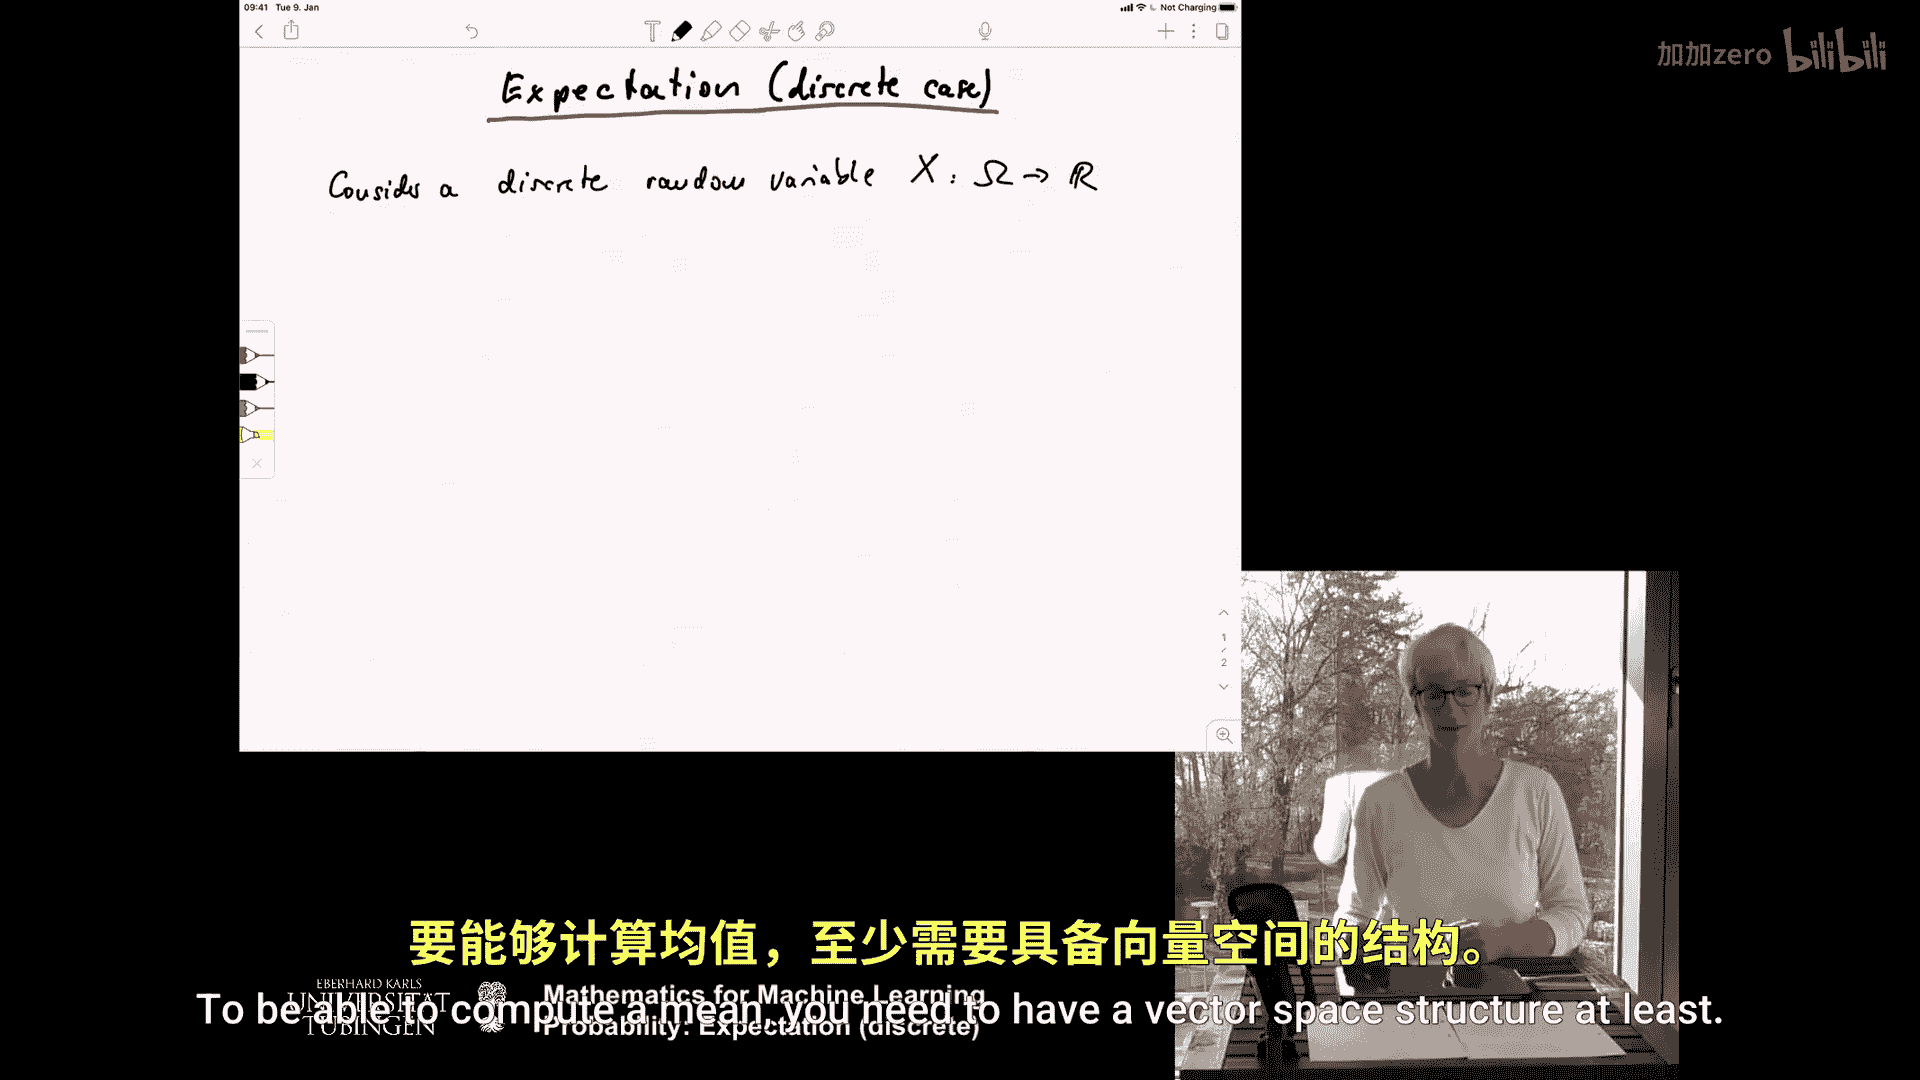 09:41 Tue 9. Jan
Not Charging
加加zero bilibili
Expectation (discrete case)
Consider a discrete random variable X : Ω → ℝ
1
/
2
要能够计算均值，至少需要具备向量空间的结构。
EBERHARD KARLS
UNIVERSITÄT
TÜBINGEN
Mathematics for Machine Learning
Probability: Expectation (discrete)
To be able to compute a mean, you need to have a vector space structure at least.